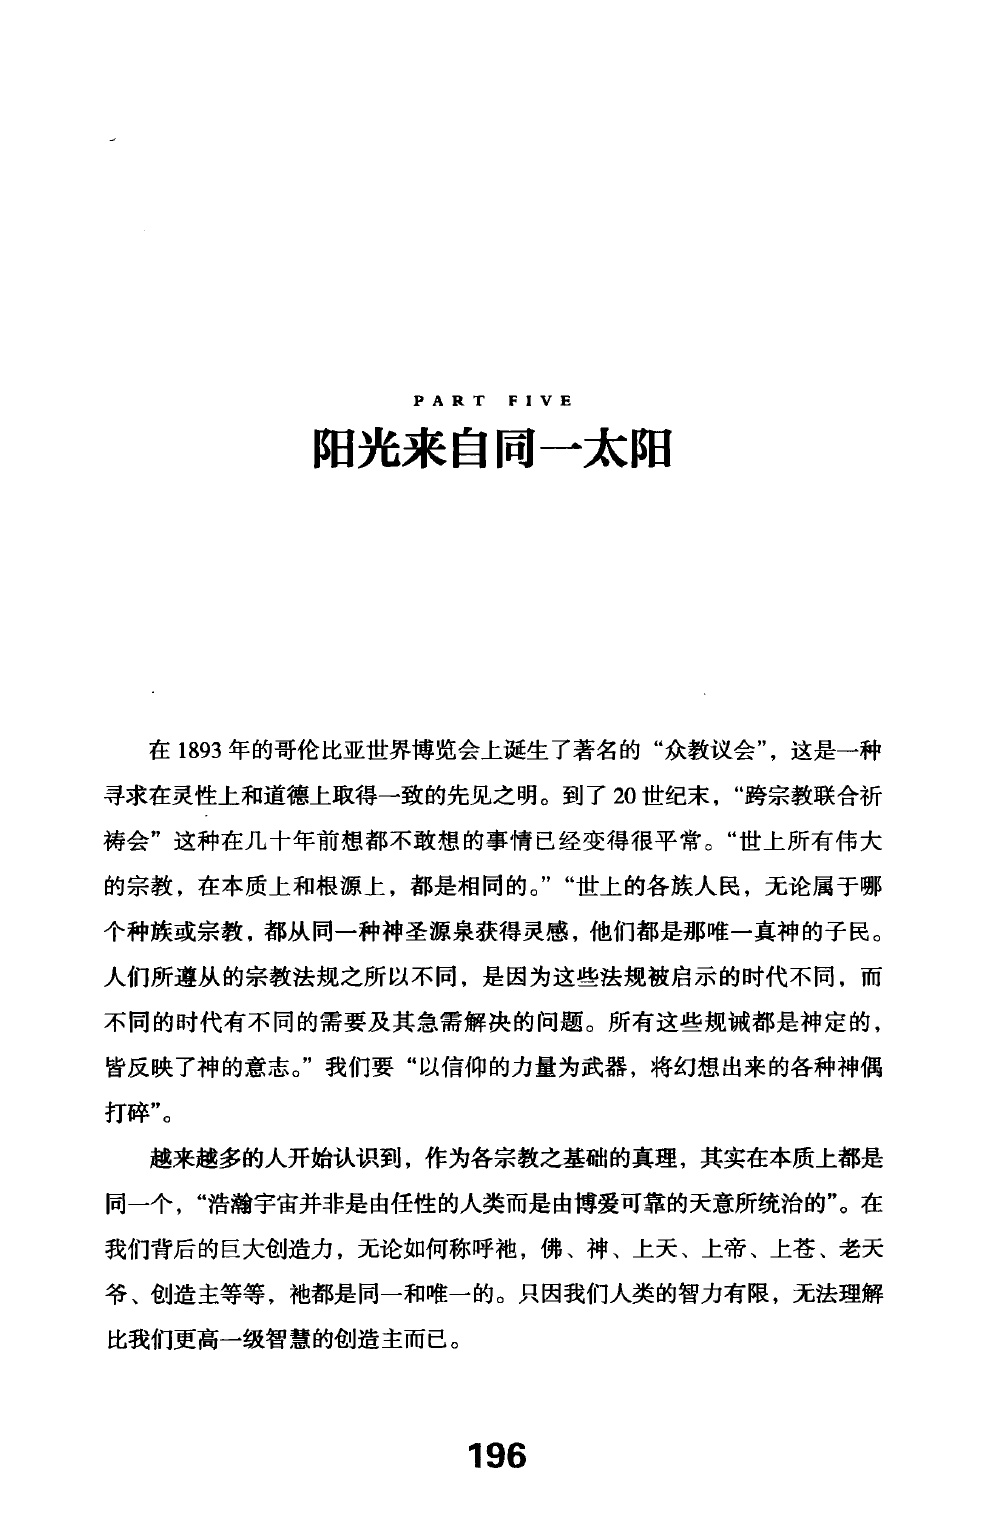 PART FIVE
阳光来自同一太阳
在 1893 年的哥伦比亚世界博览会上诞生了著名的“众教议会”，这是一种
寻求在灵性上和道德上取得一致的先见之明。到了 20 世纪末，“跨宗教联合祈
祷会”这种在几十年前想都不敢想的事情已经变得很平常。“世上所有伟大
的宗教，在本质上和根源上，都是相同的。”“世上的各族人民，无论属于哪
个种族或宗教，都从同一种神圣源泉获得灵感，他们都是那唯一真神的子民。
人们所遵从的宗教法规之所以不同，是因为这些法规被启示的时代不同，而
不同的时代有不同的需要及其急需解决的问题。所有这些规诫都是神定的，
皆反映了神的意志。”我们要“以信仰的力量为武器，将幻想出来的各种神偶
打碎”。
越来越多的人开始认识到，作为各宗教之基础的真理，其实在本质上都是
同一个，“浩瀚宇宙并非是由任性的人类而是由博爱可靠的天意所统治的”。在
我们背后的巨大创造力，无论如何称呼祂，佛、神、上天、上帝、上苍、老天
爷、创造主等等，祂都是同一和唯一的。只因我们人类的智力有限，无法理解
比我们更高一级智慧的创造主而已。
196